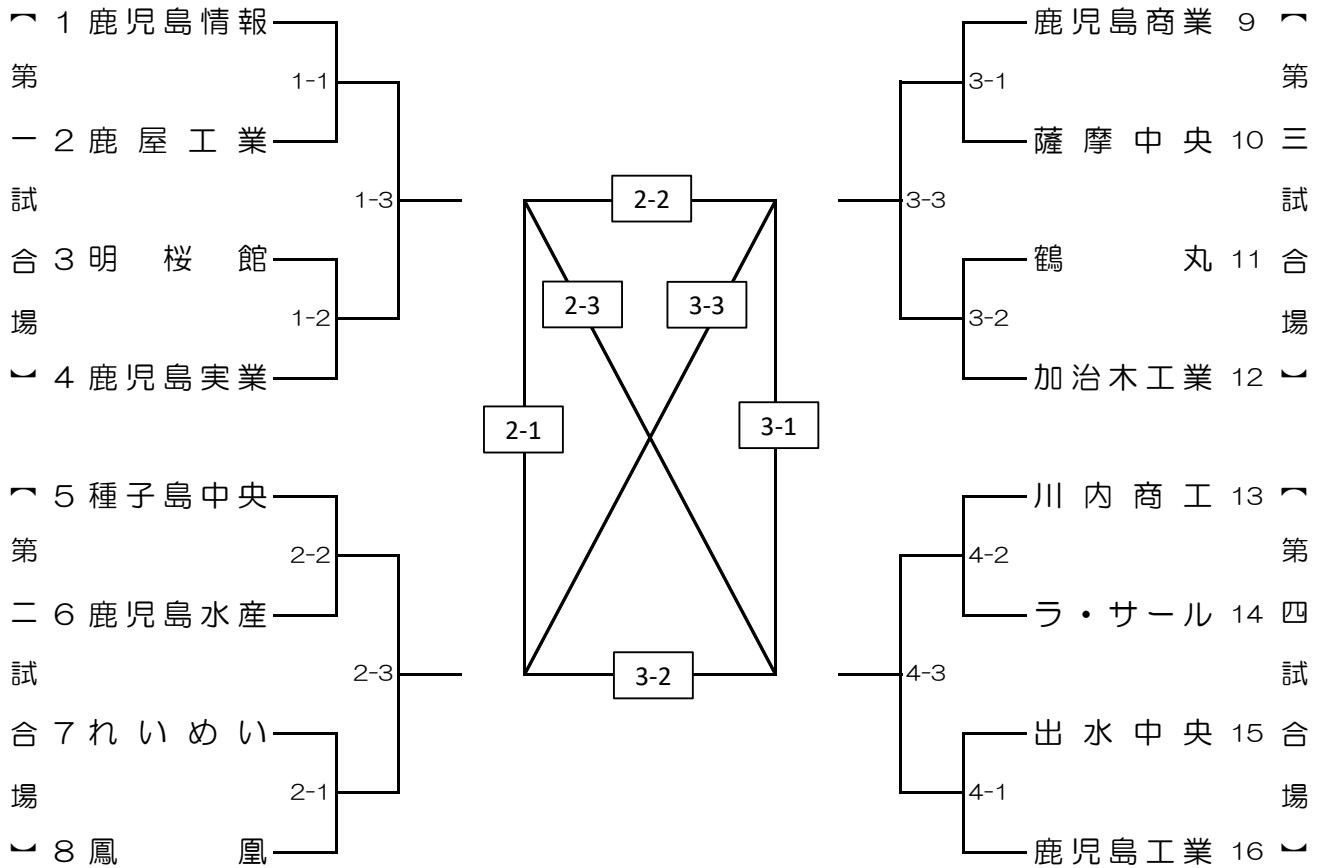 【第一試合場】
1 鹿児島情報
1-1
2 鹿屋工業
1-3
3 明桜館
1-2
4 鹿児島実業
【第二試合場】
5 種子島中央
2-2
6 鹿児島水産
2-3
7 れいめい
2-1
8 鳳凰
2-2
2-3
3-3
2-1
3-1
3-2
【第三試合場】
鹿児島商業 9
3-1
薩摩中央 10
3-3
鶴丸 11
3-2
加治木工業 12
【第四試合場】
川内商工 13
4-2
ラ・サール 14
4-3
出水中央 15
4-1
鹿児島工業 16